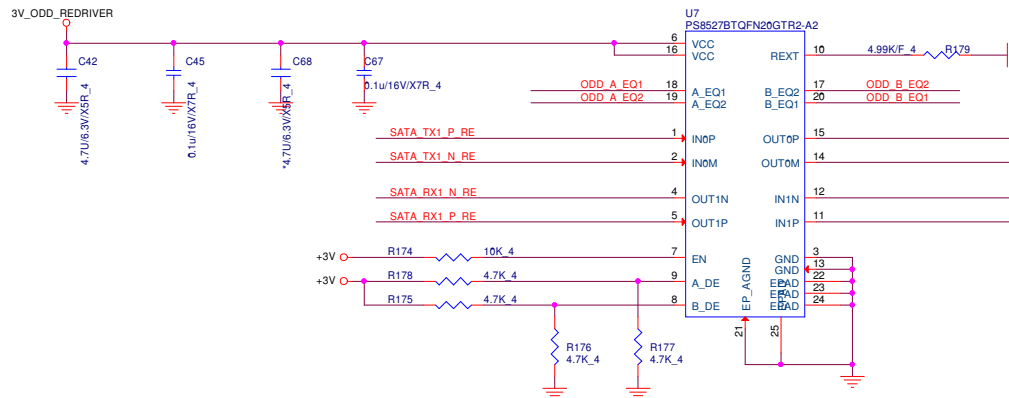 3V_ODD_REDRIVER
U7
PS8527BTQFN20GTR2-A2
C42
4.7U/6.3V/X5R_4
C45
0.1u/16V/X7R_4
C68
*4.7U/6.3V/X5R_4
C67
0.1u/16V/X7R_4
6 VCC
16 VCC
REXT 10 4.99K/F_4 R179
ODD_A_EQ1 18 A_EQ1
ODD_A_EQ2 19 A_EQ2
B_EQ2 17 ODD_B_EQ2
B_EQ1 20 ODD_B_EQ1
SATA_TX1_P_RE 1 IN0P
OUT0P 15
SATA_TX1_N_RE 2 IN0M
OUT0M 14
SATA_RX1_N_RE 4 OUT1N
IN1N 12
SATA_RX1_P_RE 5 OUT1P
IN1P 11
+3V R174 10K_4 7 EN
+3V R178 4.7K_4 9 A_DE
R175 4.7K_4 8 B_DE
GND 3
GND 13
EPAD 22
EPAD 23
EPAD 24
EP_AGND
21
25
R176
4.7K_4
R177
4.7K_4